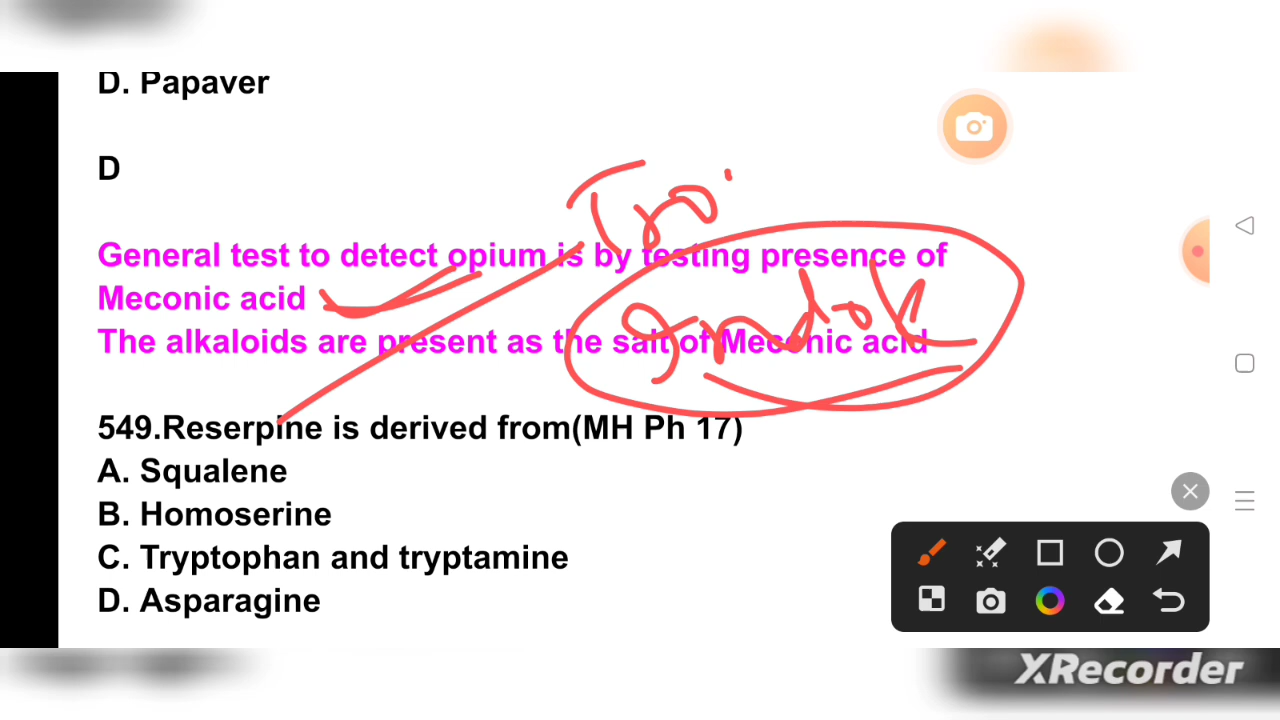 D. Papaver
D
General test to detect opium is by testing presence of
Meconic acid
The alkaloids are present as the salt of Meconic acid
549.Reserpine is derived from(MH Ph 17)
A. Squalene
B. Homoserine
C. Tryptophan and tryptamine
D. Asparagine
XRecorder